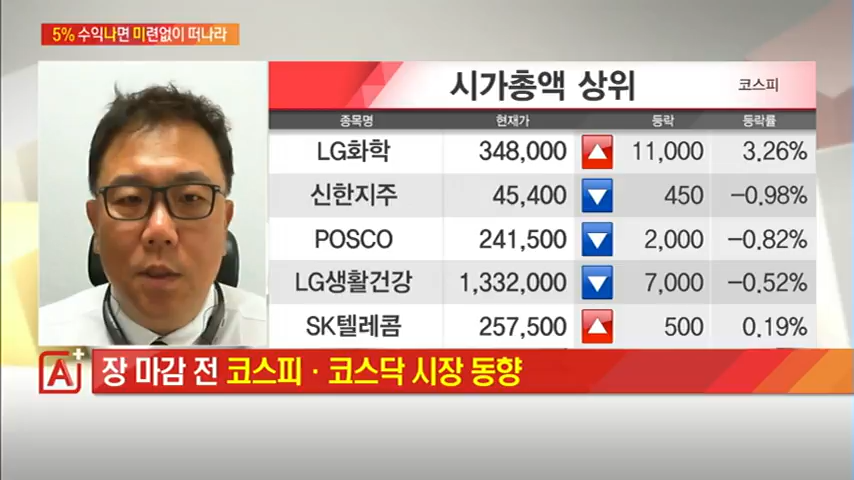 5% 수익나면 미련없이 떠나라
시가총액 상위 코스피
종목명 현재가 등락 등락률
LG화학 348,000 ▲ 11,000 3.26%
신한지주 45,400 ▼ 450 -0.98%
POSCO 241,500 ▼ 2,000 -0.82%
LG생활건강 1,332,000 ▼ 7,000 -0.52%
SK텔레콤 257,500 ▲ 500 0.19%
A+ 장 마감 전 코스피·코스닥 시장 동향